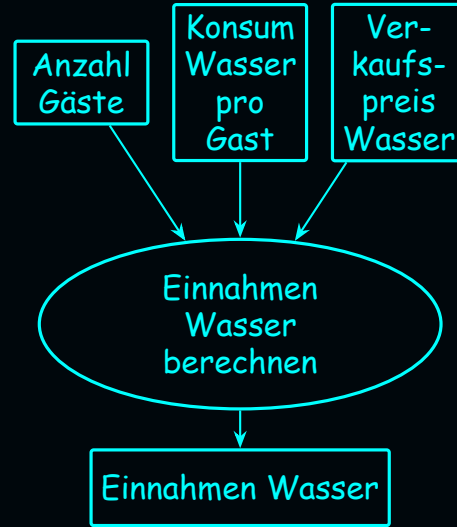 Anzahl
Gäste
Konsum
Wasser
pro
Gast
Ver-
kaufs-
preis
Wasser
Einnahmen
Wasser
berechnen
Einnahmen Wasser